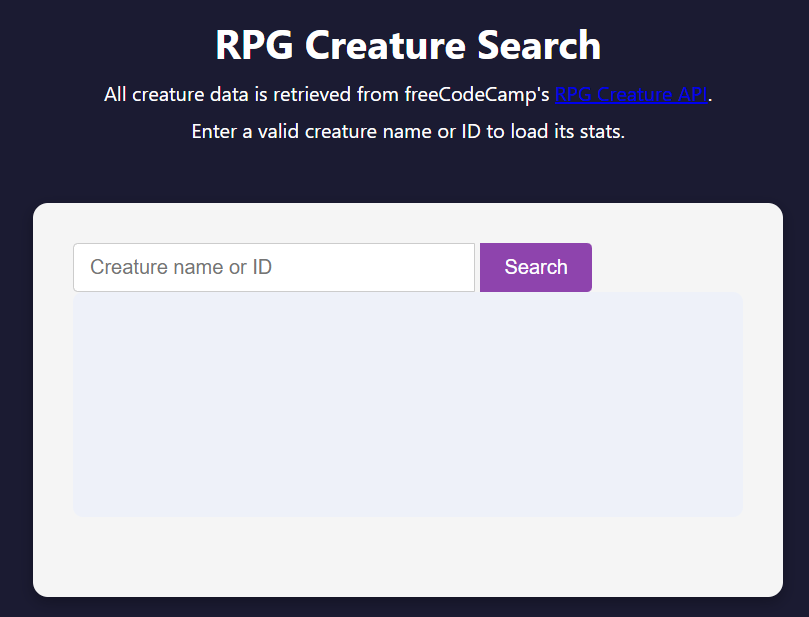 RPG Creature Search
All creature data is retrieved from freeCodeCamp's RPG Creature API.
Enter a valid creature name or ID to load its stats.
Creature name or ID
Search